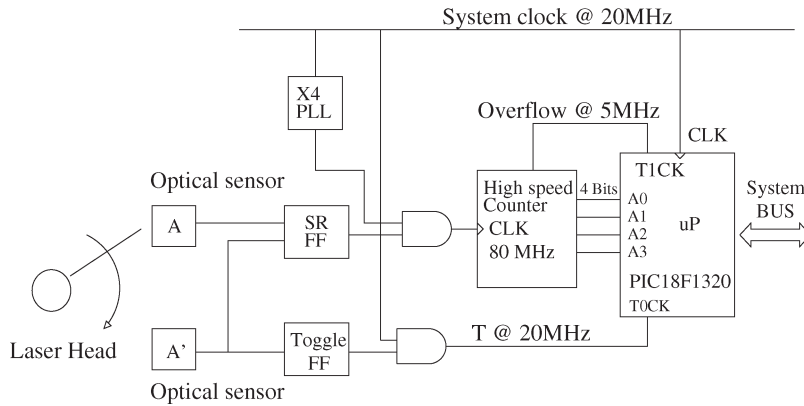 System clock @ 20MHz
X4
PLL
Overflow @ 5MHz
CLK
T1CK
Optical sensor
High speed
Counter
4 Bits
A0
System
BUS
A
SR
FF
CLK
A1
uP
A2
80 MHz
A3
PIC18F1320
T0CK
Laser Head
A'
Toggle
FF
T @ 20MHz
Optical sensor